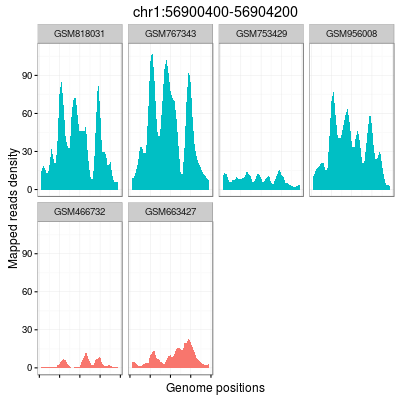 chr1:56900400-56904200
GSM818031 GSM767343 GSM753429 GSM956008
90
60
30
0
GSM466732 GSM663427
90
60
30
0
Mapped reads density
Genome positions